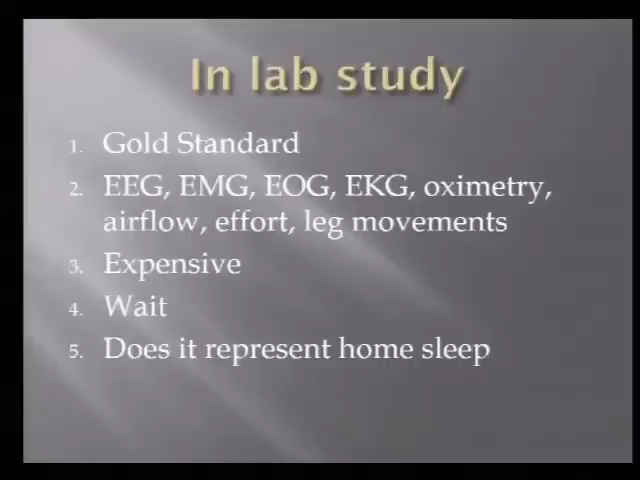 In lab study
1. Gold Standard
2. EEG, EMG, EOG, EKG, oximetry,
airflow, effort, leg movements
3. Expensive
4. Wait
5. Does it represent home sleep